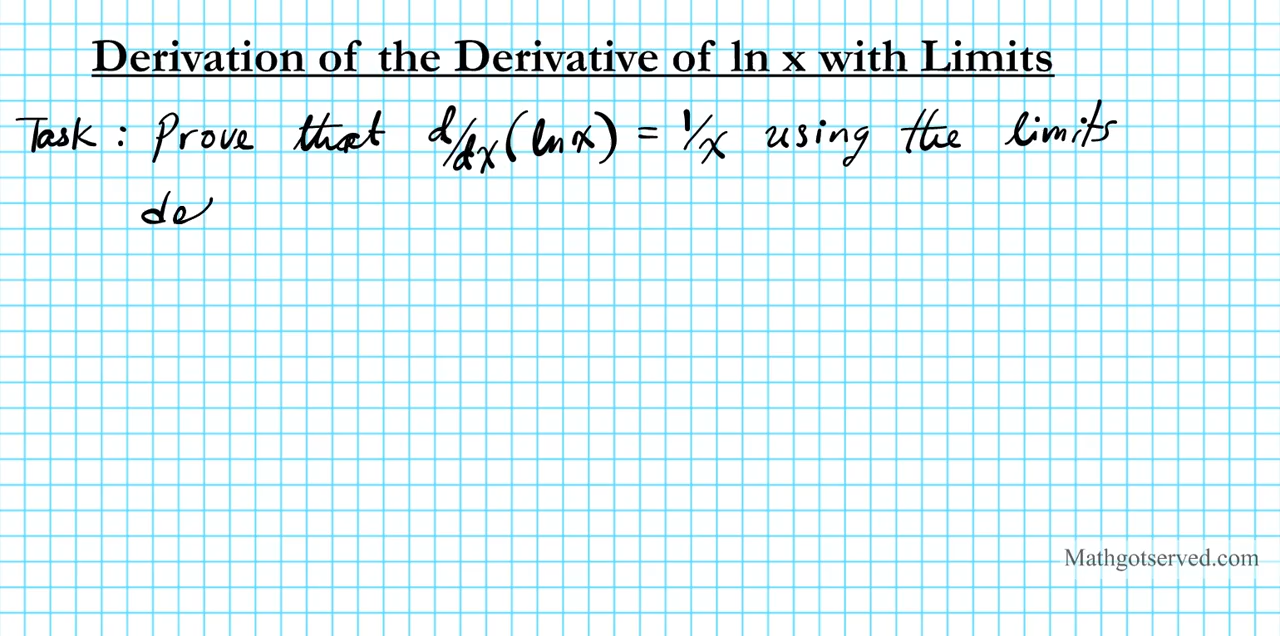 Derivation of the Derivative of ln x with Limits
Task : Prove that d/dx (ln x) = 1/x using the limits
de
Mathgotserved.com